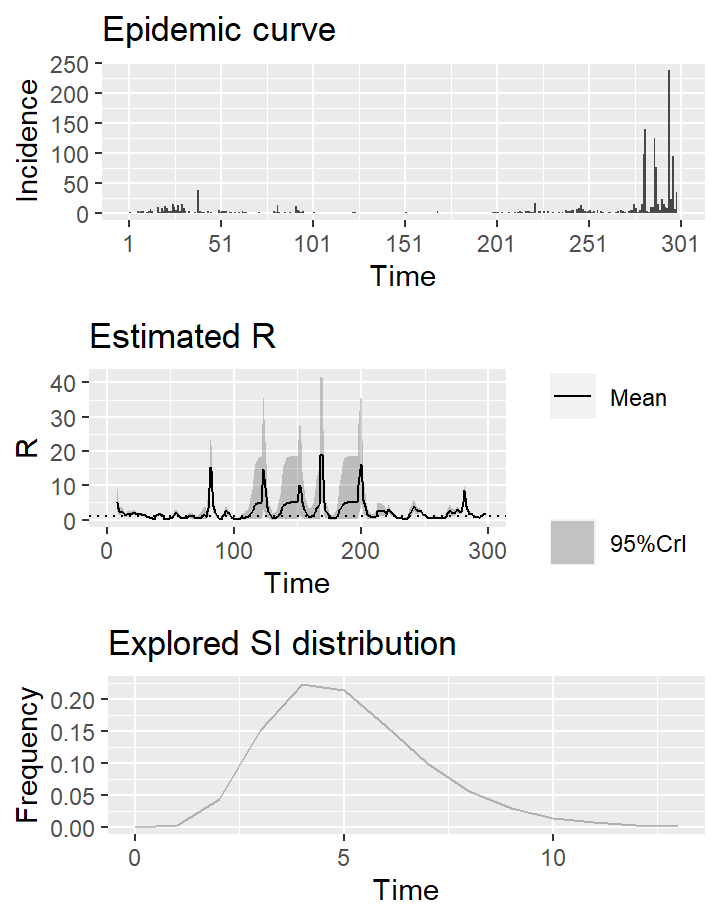 Epidemic curve
Incidence
250
200
150
100
50
0
1 51 101 151 201 251 301
Time
Estimated R
R
40
30
20
10
0
0 100 200 300
Time
Mean
95%CrI
Explored SI distribution
Frequency
0.20
0.15
0.10
0.05
0.00
0 5 10
Time